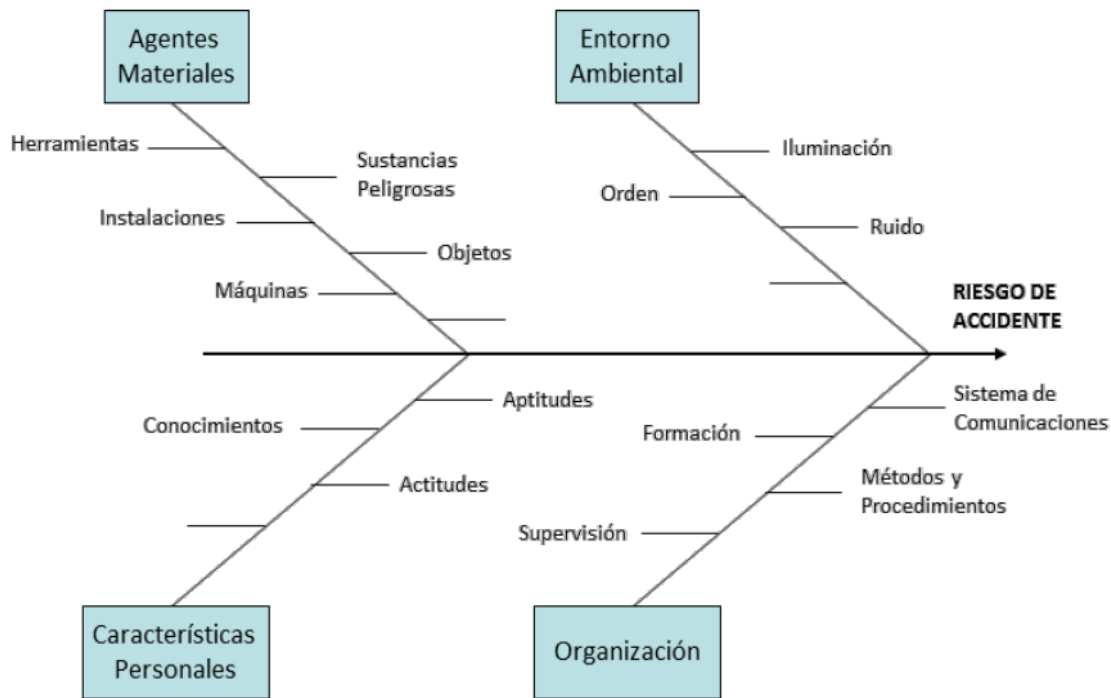 Agentes
Materiales
Entorno
Ambiental
Herramientas
Sustancias
Peligrosas
Instalaciones
Objetos
Máquinas
Iluminación
Orden
Ruido
RIESGO DE
ACCIDENTE
Aptitudes
Conocimientos
Actitudes
Sistema de
Comunicaciones
Formación
Métodos y
Procedimientos
Supervisión
Características
Personales
Organización